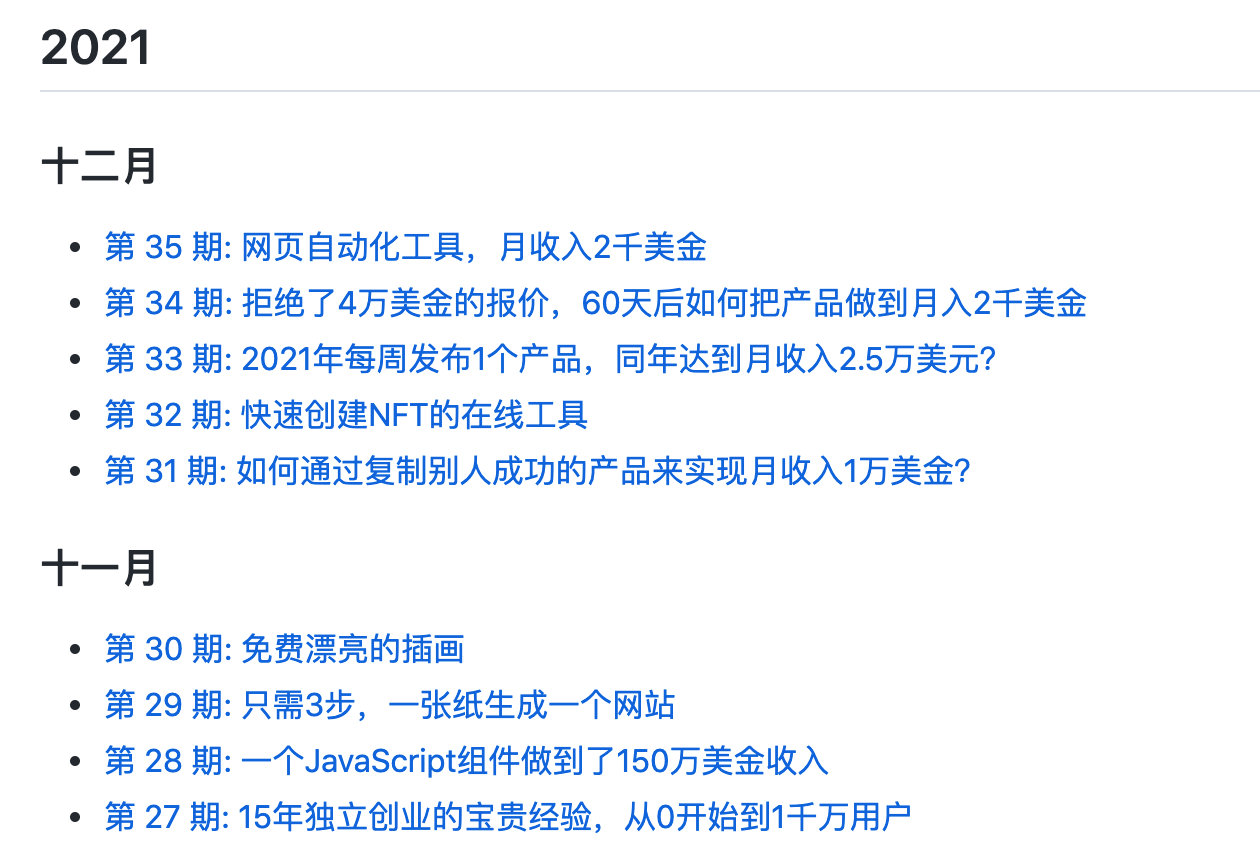 2021
十二月
第 35 期: 网页自动化工具，月收入2千美金
第 34 期: 拒绝了4万美金的报价，60天后如何把产品做到月入2千美金
第 33 期: 2021年每周发布1个产品，同年达到月收入2.5万美元?
第 32 期: 快速创建NFT的在线工具
第 31 期: 如何通过复制别人成功的产品来实现月收入1万美金?
十一月
第 30 期: 免费漂亮的插画
第 29 期: 只需3步，一张纸生成一个网站
第 28 期: 一个JavaScript组件做到了150万美金收入
第 27 期: 15年独立创业的宝贵经验，从0开始到1千万用户